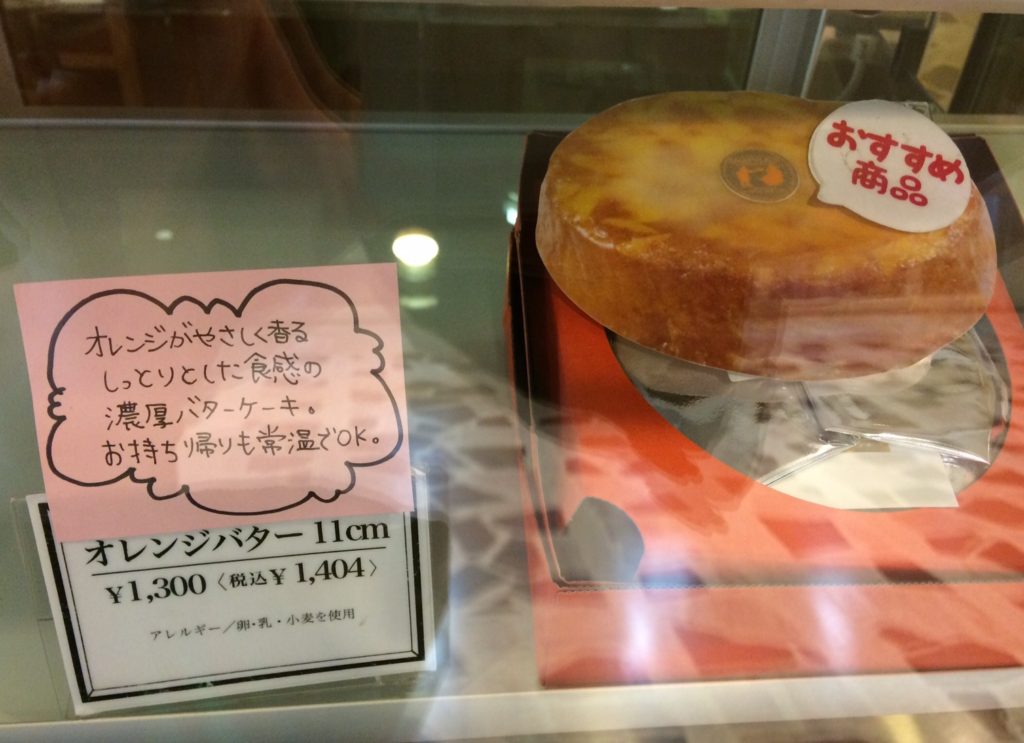 おすすめ
商品
オレンジがやさしく香る
しっとりとした食感の
濃厚バターケーキ。
お持ち帰りも常温でOK。
オレンジバター 11cm
¥1,300〈税込¥1,404〉
アレルギー／卵・乳・小麦を使用